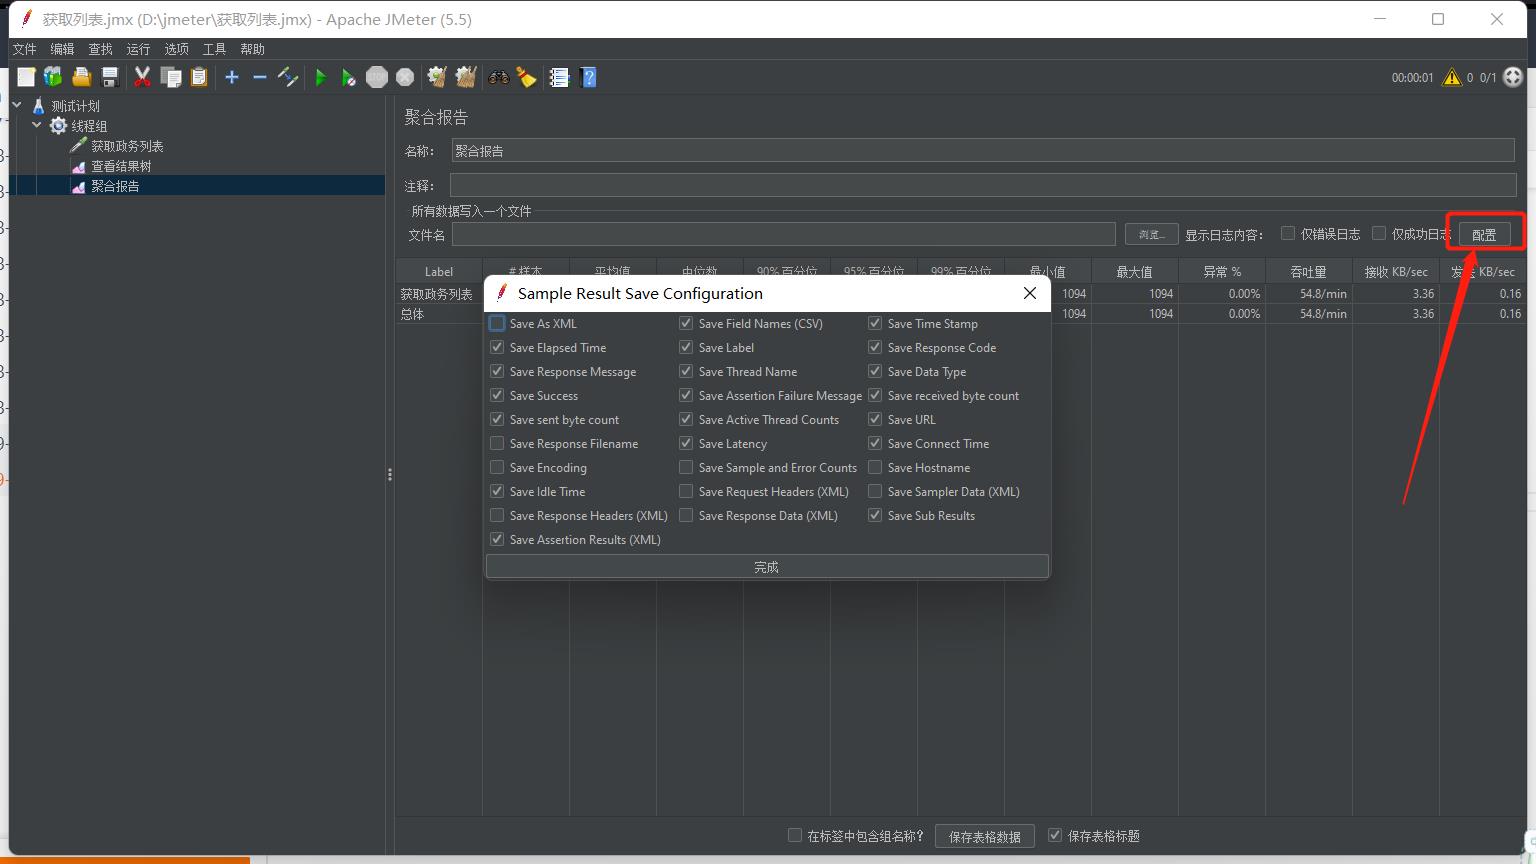 获取列表.jmx (D:\jmeter\获取列表.jmx) - Apache JMeter (5.5)
文件 编辑 查找 运行 选项 工具 帮助
STOP
00:00:01 0 0/1
测试计划
线程组
获取政务列表
查看结果树
聚合报告
聚合报告
名称： 聚合报告
注释：
所有数据写入一个文件
文件名 浏览... 显示日志内容： 仅错误日志 仅成功日志 配置
Label # 样本 平均值 中位数 90% 百分位 95% 百分位 99% 百分位 最小值 最大值 异常 % 吞吐量 接收 KB/sec 发送 KB/sec
获取政务列表 1094 1094 0.00% 54.8/min 3.36 0.16
总体 1094 1094 0.00% 54.8/min 3.36 0.16
Sample Result Save Configuration
Save As XML Save Field Names (CSV) Save Time Stamp
Save Elapsed Time Save Label Save Response Code
Save Response Message Save Thread Name Save Data Type
Save Success Save Assertion Failure Message Save received byte count
Save sent byte count Save Active Thread Counts Save URL
Save Response Filename Save Latency Save Connect Time
Save Encoding Save Sample and Error Counts Save Hostname
Save Idle Time Save Request Headers (XML) Save Sampler Data (XML)
Save Response Headers (XML) Save Response Data (XML) Save Sub Results
Save Assertion Results (XML)
完成
在标签中包含组名称? 保存表格数据 保存表格标题